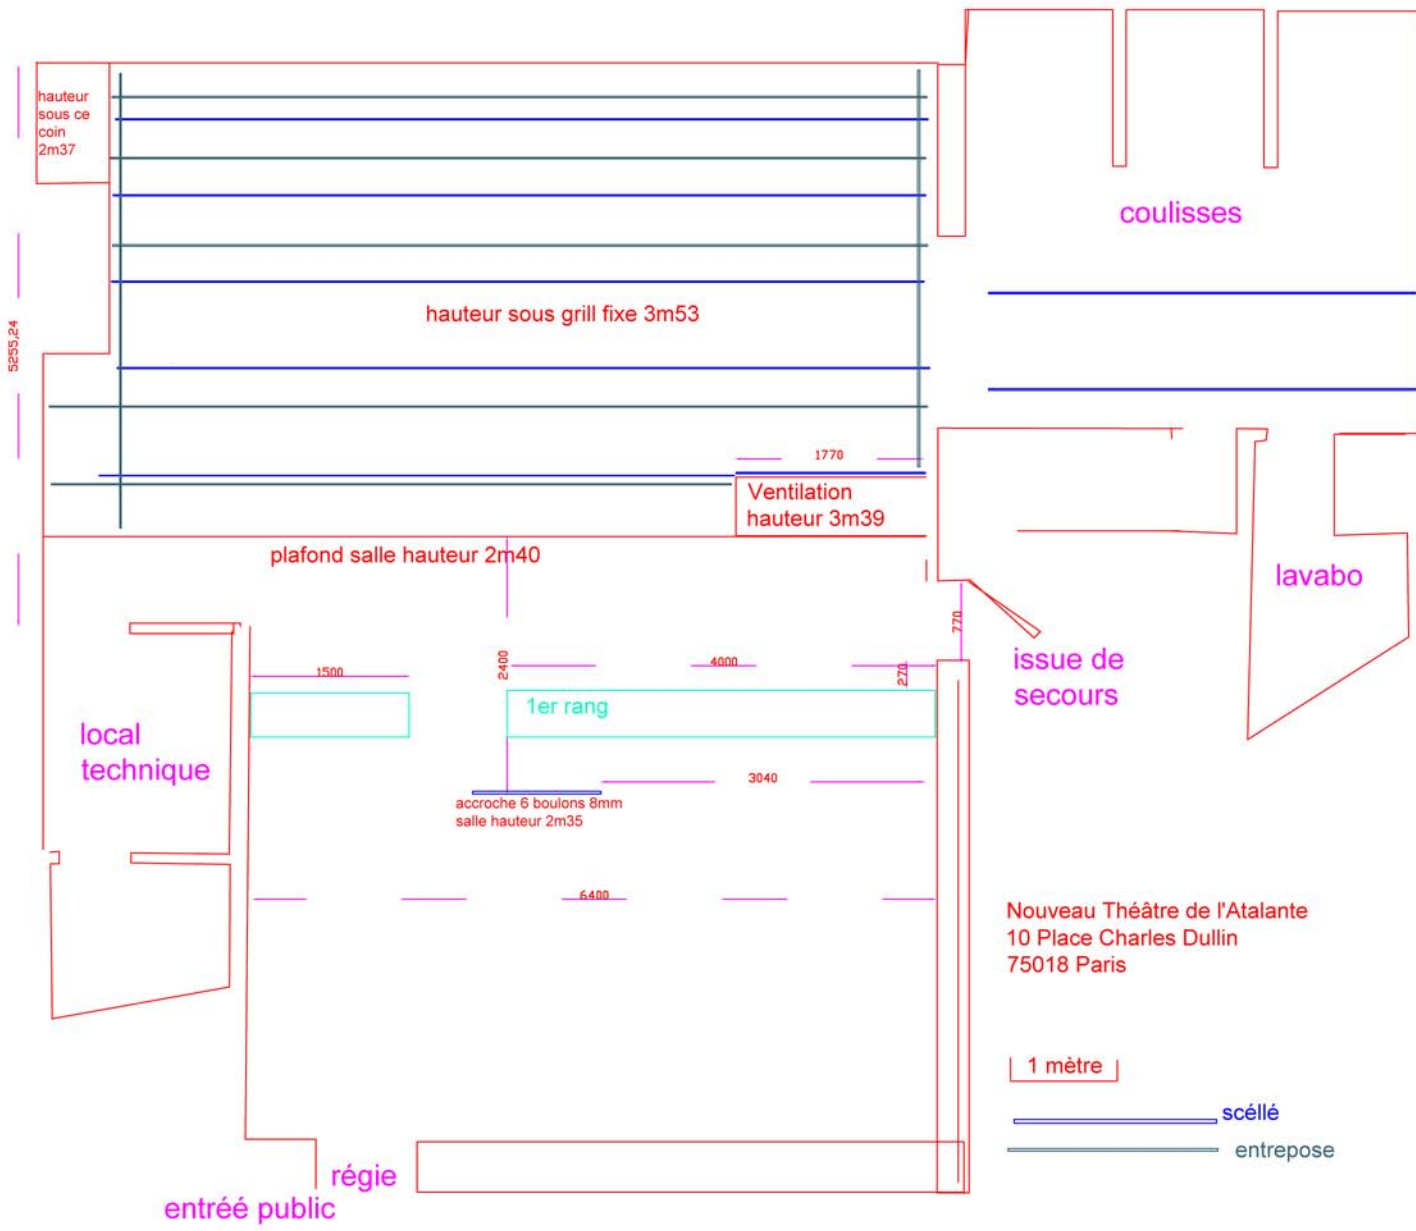 hauteur
sous ce
coin
2m37
coulisses
hauteur sous grill fixe 3m53
5255,24
1770
Ventilation
hauteur 3m39
plafond salle hauteur 2m40
lavabo
770
issue de
secours
1500
2400
4000
270
1er rang
local
technique
3040
accroche 6 boulons 8mm
salle hauteur 2m35
6400
Nouveau Théâtre de l'Atalante
10 Place Charles Dullin
75018 Paris
1 mètre
scéllé
entrepose
régie
entréé public